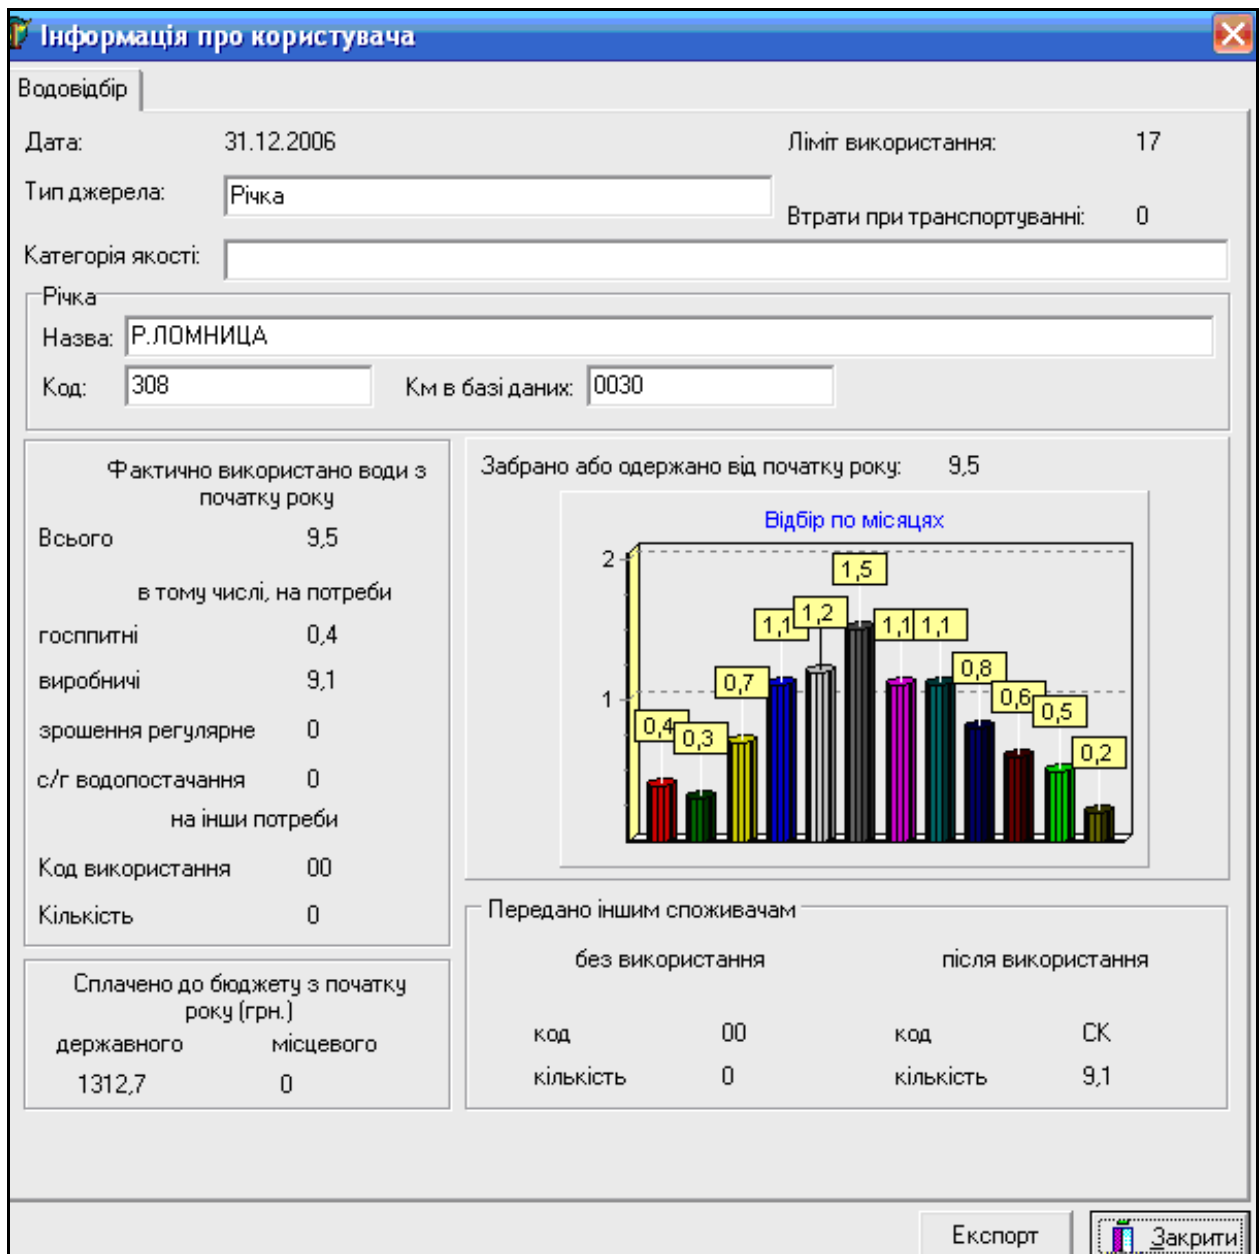 Інформація про користувача
Водовідбір
Дата: 31.12.2006 Ліміт використання: 17
Тип джерела: Річка
Втрати при транспортуванні: 0
Категорія якості:
Річка
Назва: Р.ЛОМНИЦА
Код: 308 Км в базі даних: 0030
Фактично використано води з
початку року
Всього 9,5
в тому числі, на потреби
госппитні 0,4
виробничі 9,1
зрошення регулярне 0
с/г водопостачання 0
на інши потреби
Код використання 00
Кількість 0
Сплачено до бюджету з початку
року (грн.)
державного місцевого
1312,7 0
Забрано або одержано від початку року: 9,5
Відбір по місяцях
2
1
0,4 0,3 0,7 1,1 1,2 1,5 1,1 1,1 0,8 0,6 0,5 0,2
Передано іншим споживачам
без використання після використання
код 00 код СК
кількість 0 кількість 9,1
Експорт Закрити